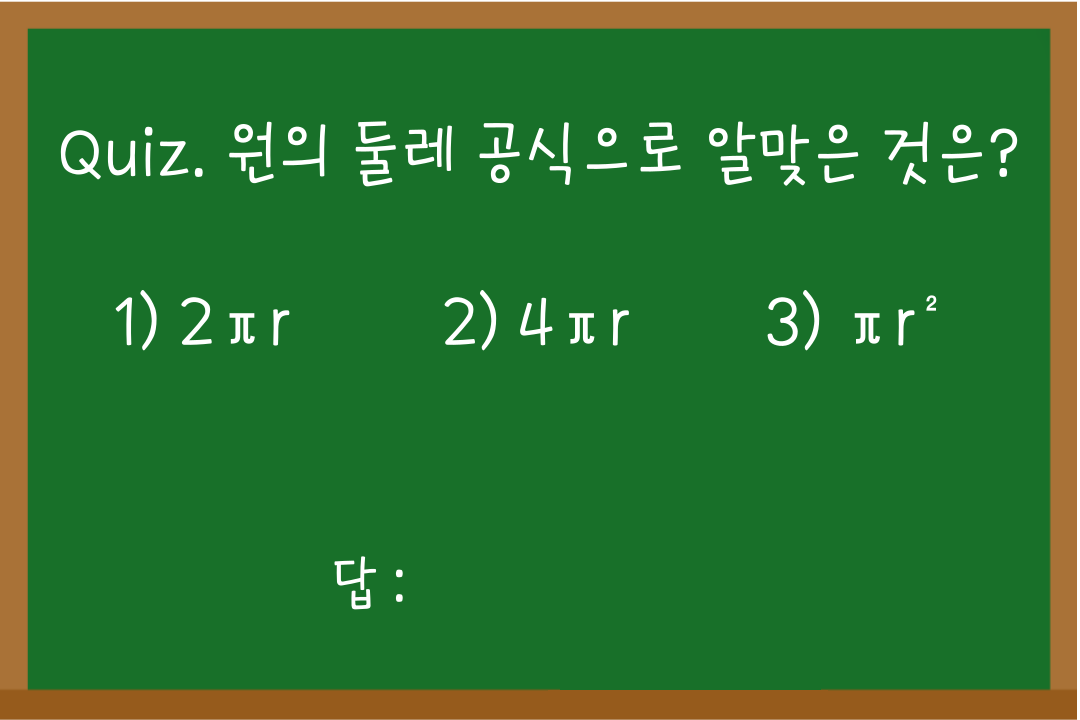 Quiz. 원의 둘레 공식으로 알맞은 것은?
1) 2πr 2) 4πr 3) πr²
답 :